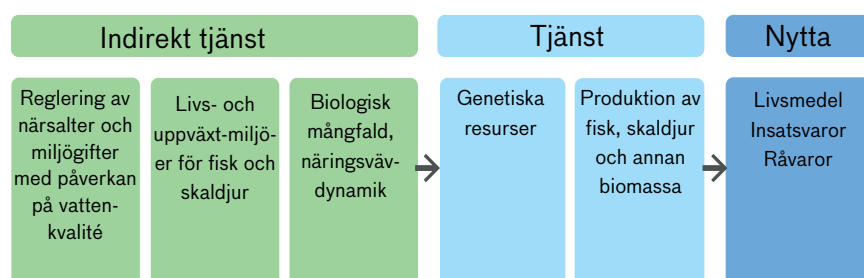 Indirekt tjänst
Tjänst
Nytta
Reglering av
närsalter och
miljögifter
med påverkan
på vatten-
kvalité
Livs- och
uppväxt-miljö-
er för fisk och
skaldjur
Biologisk
mångfald,
näringsväv-
dynamik
Genetiska
resurser
Produktion av
fisk, skaldjur
och annan
biomassa
Livsmedel
Insatsvaror
Råvaror